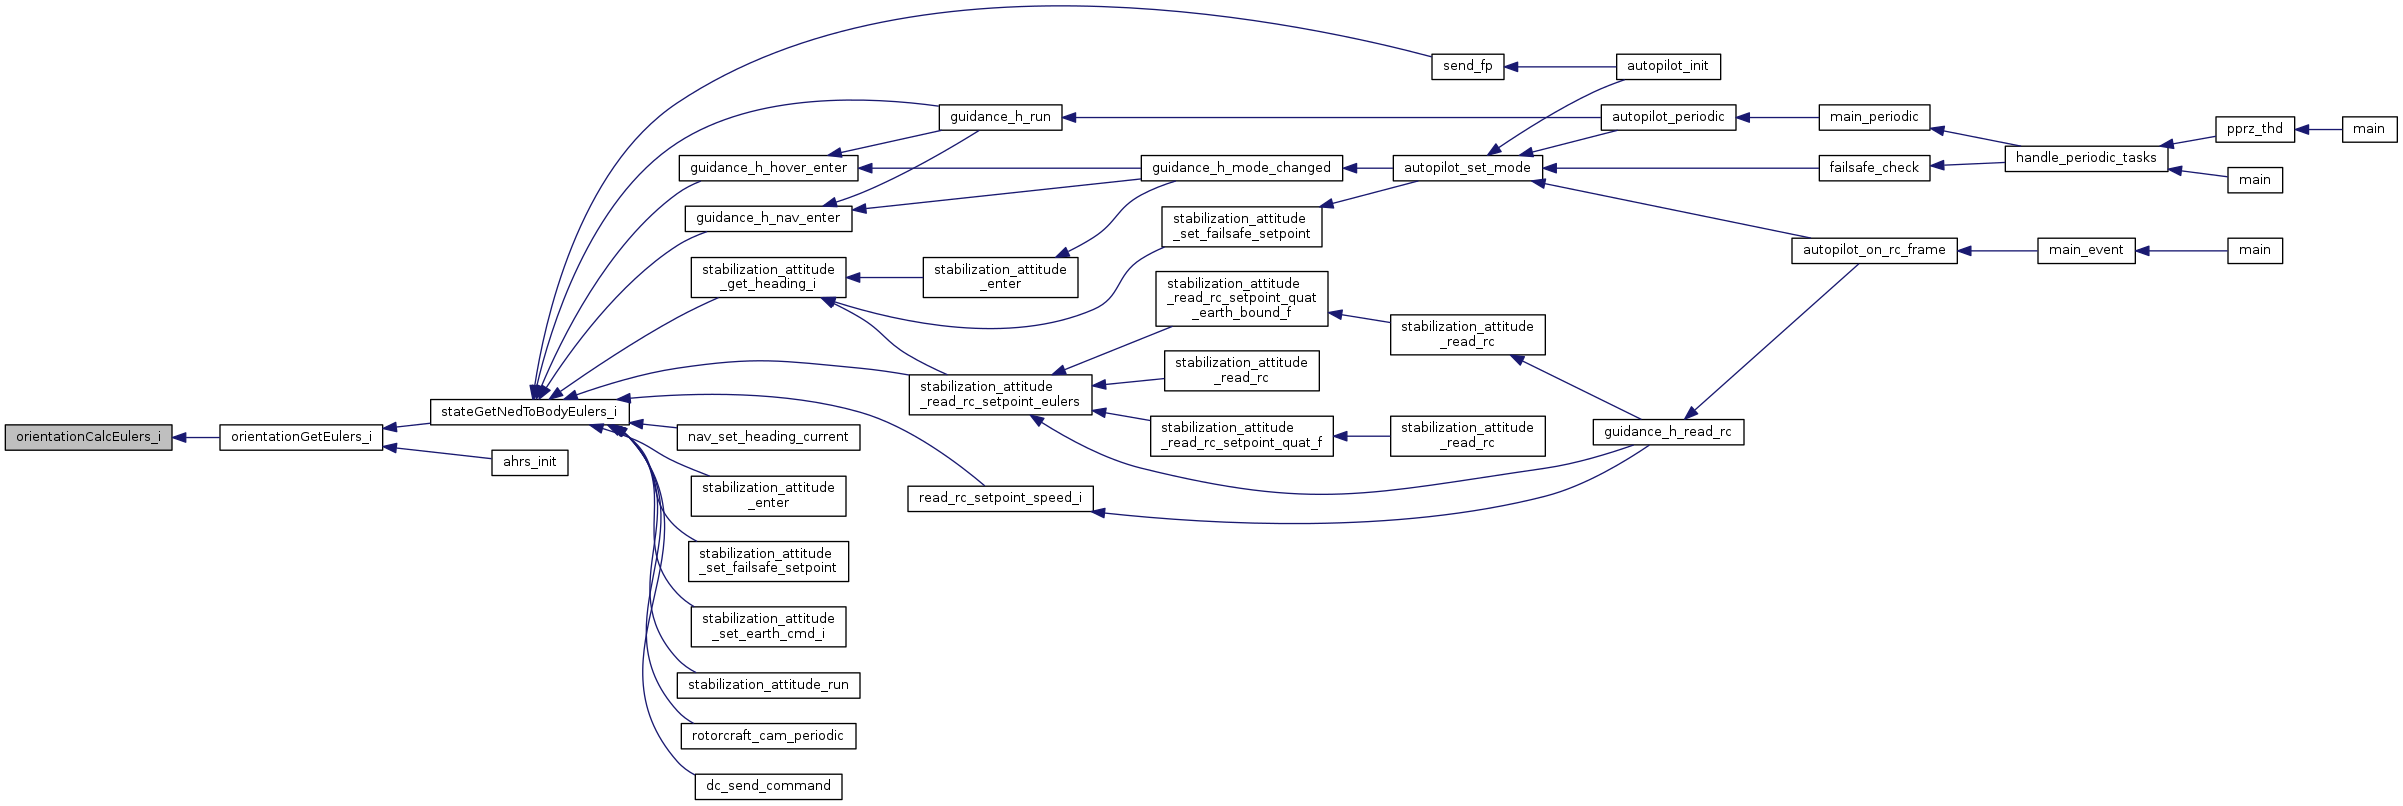 orientationCalcEulers_i
orientationGetEulers_i
stateGetNedToBodyEulers_i
ahrs_init
send_fp
autopilot_init
guidance_h_run
autopilot_periodic
main_periodic
pprz_thd
main
guidance_h_hover_enter
guidance_h_mode_changed
autopilot_set_mode
failsafe_check
handle_periodic_tasks
main
guidance_h_nav_enter
stabilization_attitude
_set_failsafe_setpoint
autopilot_on_rc_frame
main_event
main
stabilization_attitude
_get_heading_i
stabilization_attitude
_enter
stabilization_attitude
_read_rc_setpoint_quat
_earth_bound_f
stabilization_attitude
_read_rc
stabilization_attitude
_read_rc
stabilization_attitude
_read_rc_setpoint_eulers
stabilization_attitude
_read_rc_setpoint_quat_f
stabilization_attitude
_read_rc
guidance_h_read_rc
nav_set_heading_current
read_rc_setpoint_speed_i
stabilization_attitude
_enter
stabilization_attitude
_set_failsafe_setpoint
stabilization_attitude
_set_earth_cmd_i
stabilization_attitude_run
rotorcraft_cam_periodic
dc_send_command